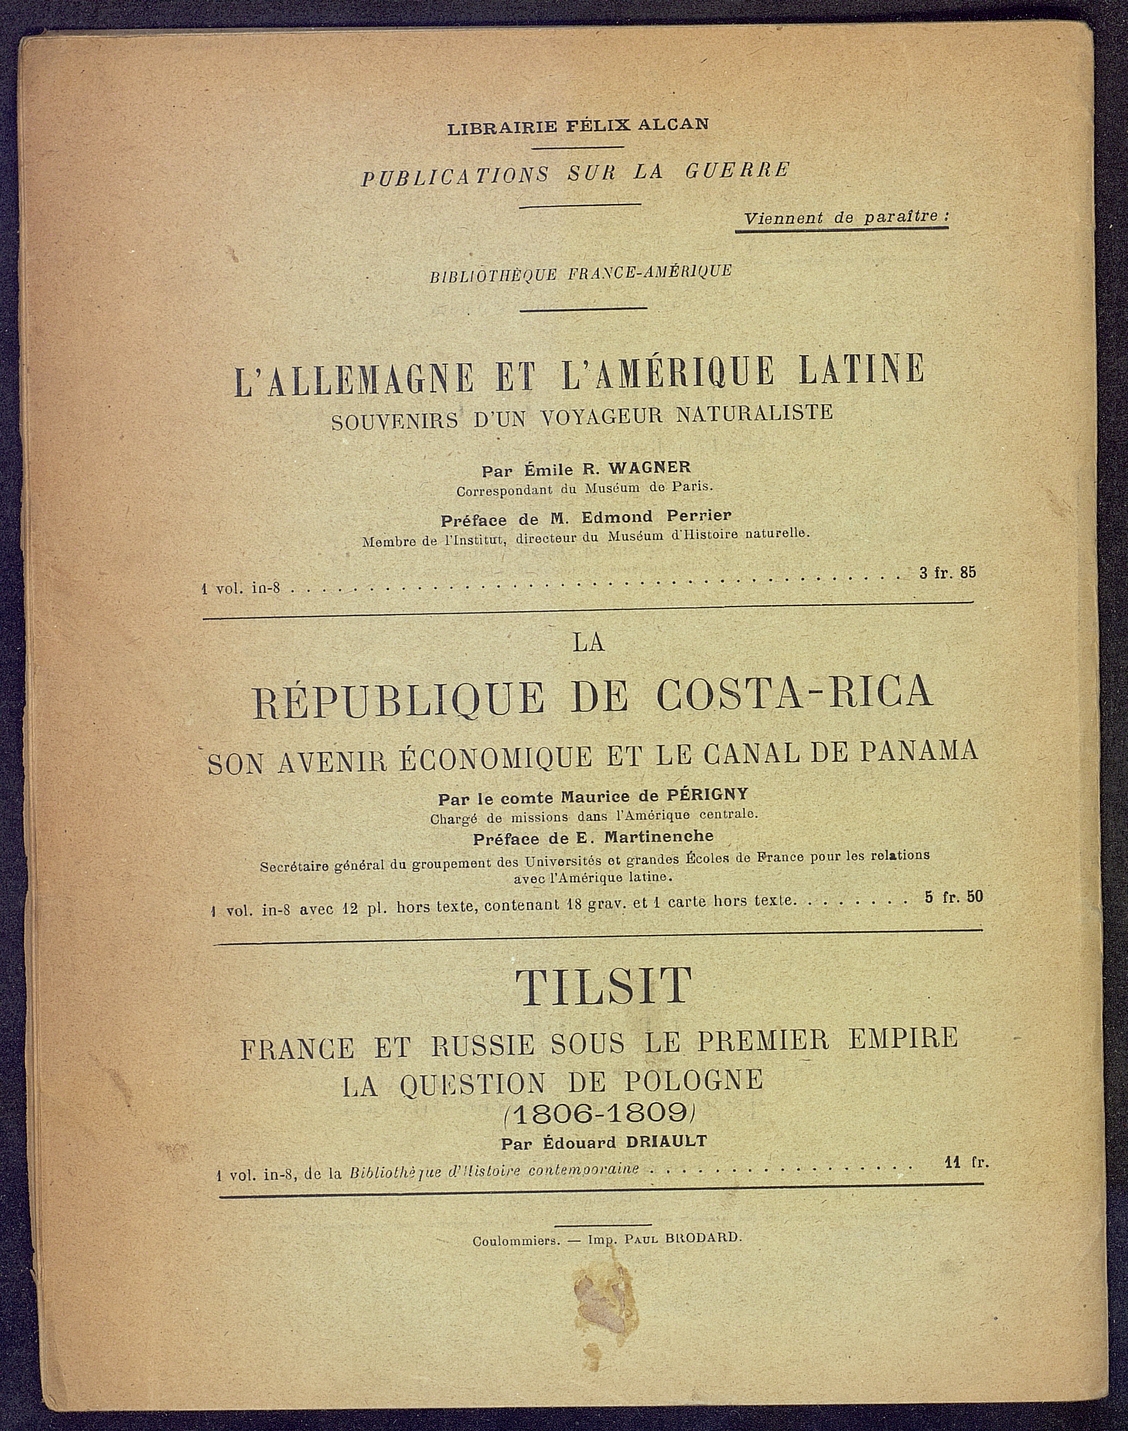 LIBRAIRIE FÉLIX ALCAN
PUBLICATIONS SUR LA GUERRE
Viennent de paraître :
BIBLIOTHÈQUE FRANCE-AMÉRIQUE
L'ALLEMAGNE ET L'AMÉRIQUE LATINE
SOUVENIRS D'UN VOYAGEUR NATURALISTE
Par Émile R. WAGNER
Correspondant du Muséum de Paris.
Préface de M. Edmond Perrier
Membre de l'Institut, directeur du Muséum d'Histoire naturelle.
1 vol. in-8 . . . . . . . . . . . . . . . . . . . . . . . . . . . . . . . . . . . . . . . 3 fr. 85
LA
RÉPUBLIQUE DE COSTA-RICA
SON AVENIR ÉCONOMIQUE ET LE CANAL DE PANAMA
Par le comte Maurice de PÉRIGNY
Chargé de missions dans l'Amérique centrale.
Préface de E. Martinenche
Secrétaire général du groupement des Universités et grandes Écoles de France pour les relations
avec l'Amérique latine.
1 vol. in-8 avec 12 pl. hors texte, contenant 18 grav. et 1 carte hors texte. . . . . . . . 5 fr. 50
TILSIT
FRANCE ET RUSSIE SOUS LE PREMIER EMPIRE
LA QUESTION DE POLOGNE
(1806-1809)
Par Édouard DRIAULT
1 vol. in-8, de la Bibliothèque d'Histoire contemporaine . . . . . . . . . . . . . . . . . 11 fr.
Coulommiers. — Imp. PAUL BRODARD.